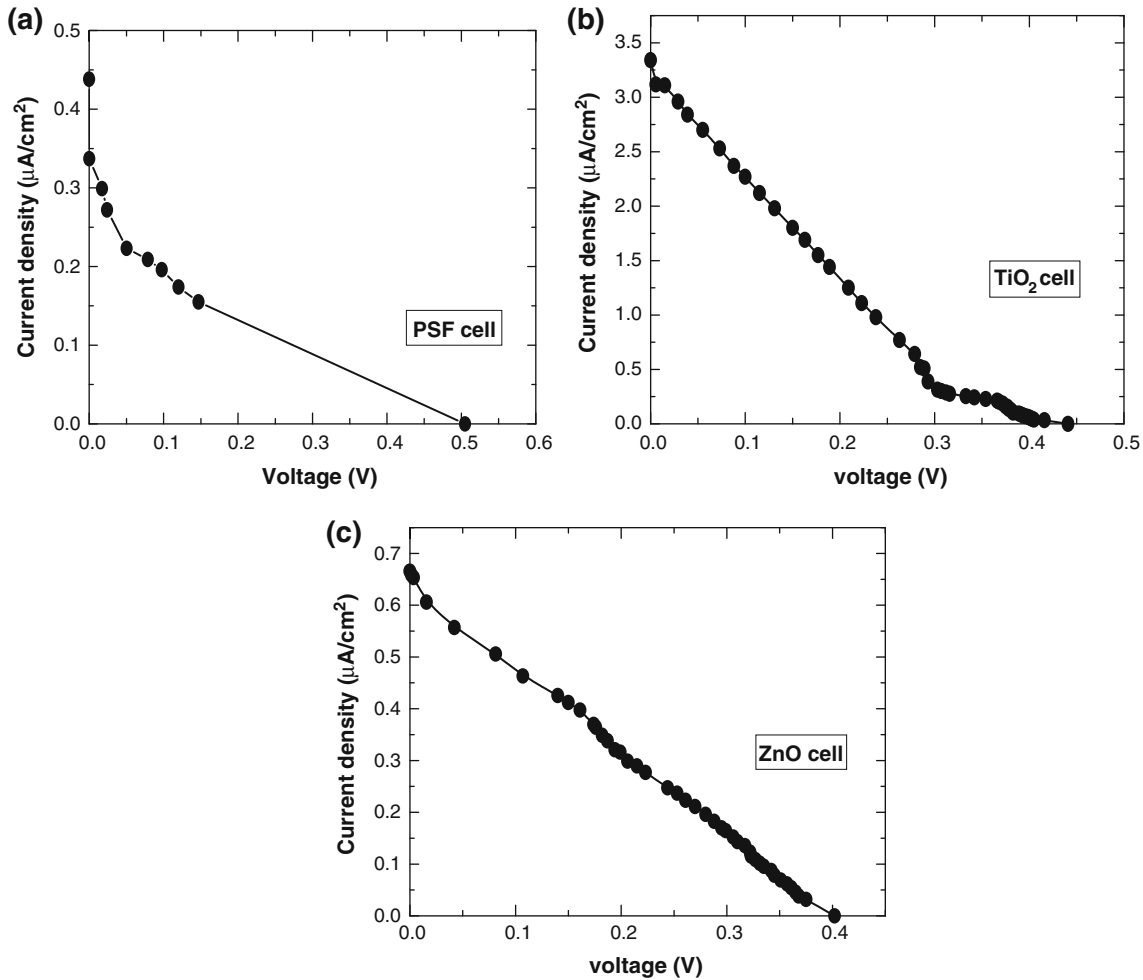 (a)
0.5
0.4
0.3
0.2
0.1
0.0
Current density (μA/cm²)
PSF cell
0.0 0.1 0.2 0.3 0.4 0.5 0.6
Voltage (V)
(b)
3.5
3.0
2.5
2.0
1.5
1.0
0.5
0.0
Current density (μA/cm²)
TiO₂ cell
0.0 0.1 0.2 0.3 0.4 0.5
voltage (V)
(c)
0.7
0.6
0.5
0.4
0.3
0.2
0.1
0.0
Current density (μA/cm²)
ZnO cell
0.0 0.1 0.2 0.3 0.4
voltage (V)